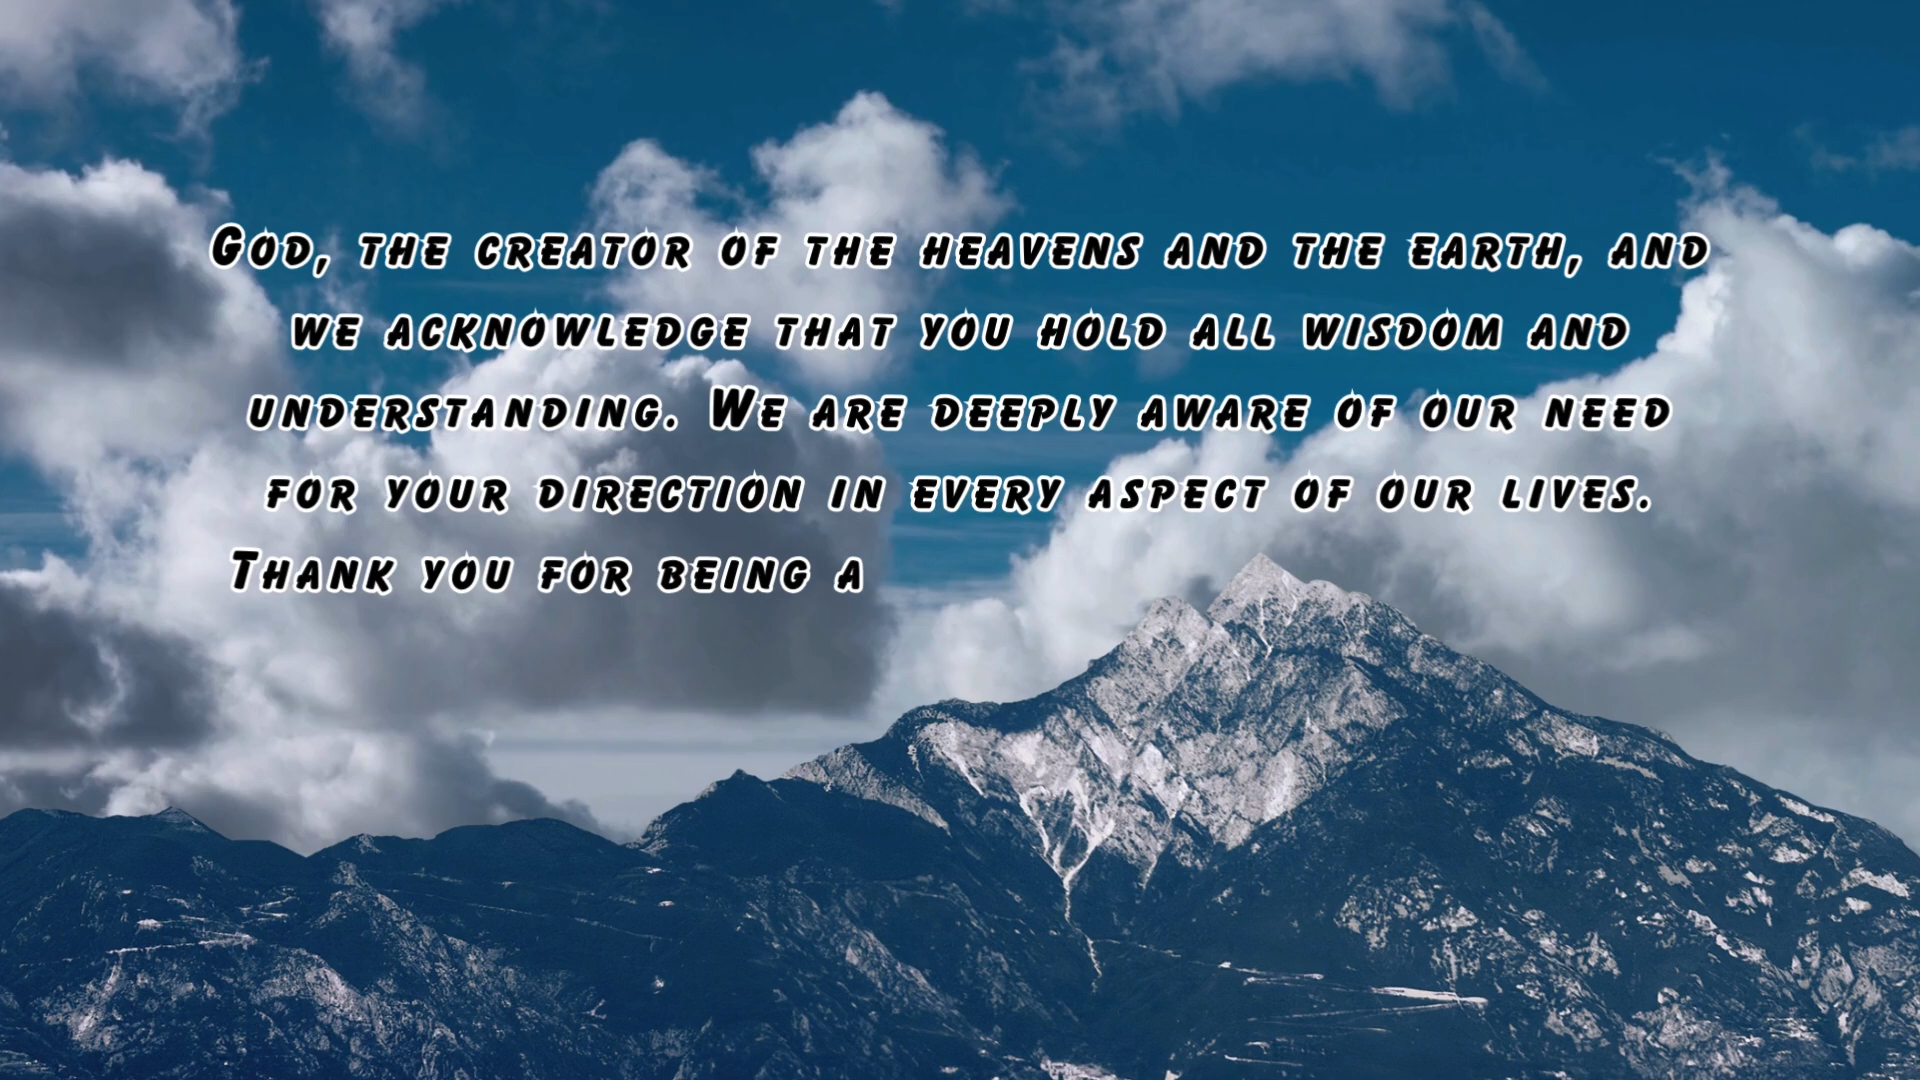 God, the creator of the heavens and the earth, and
we acknowledge that you hold all wisdom and
understanding. We are deeply aware of our need
for your direction in every aspect of our lives.
Thank you for being a